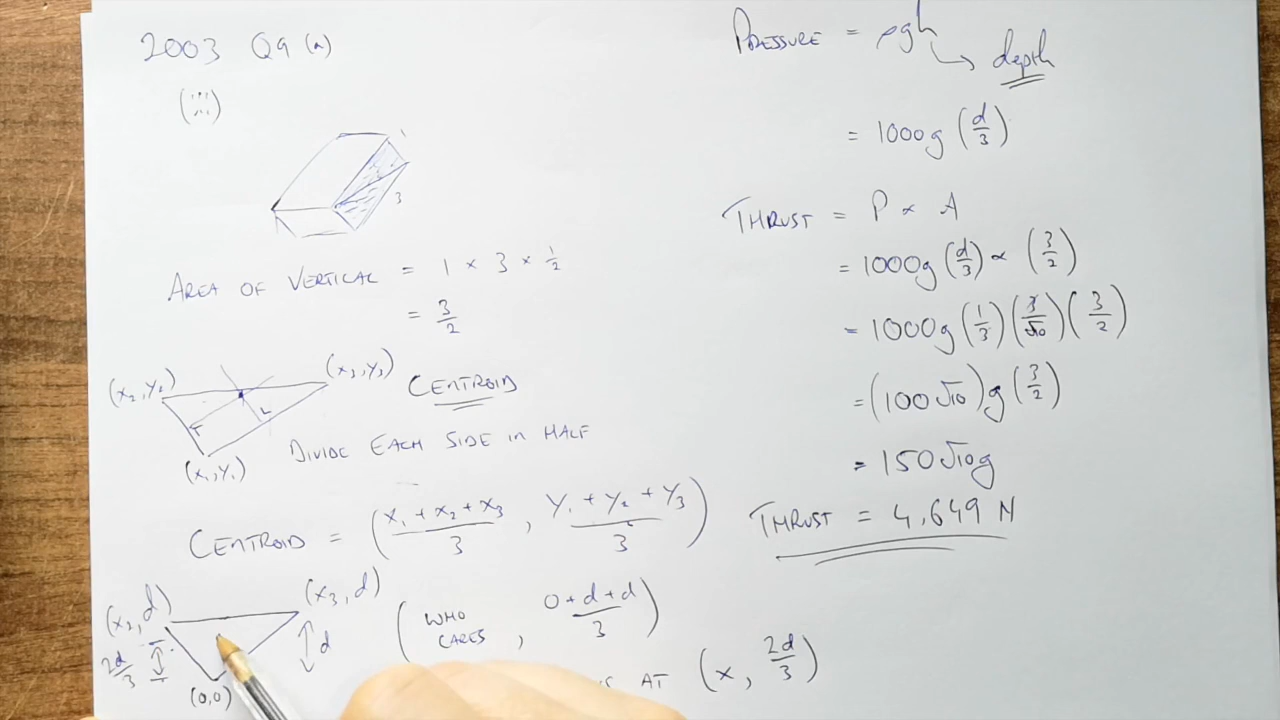 2003 Q9 (a)
(iii)
1
3
AREA OF VERTICAL = 1 × 3 × 1/2
= 3/2
(x₂,y₂)
(x₃,y₃)
CENTROID
(x₁,y₁)
DIVIDE EACH SIDE IN HALF
CENTROID = (x₁ + x₂ + x₃ / 3 , y₁ + y₂ + y₃ / 3)
(x₂, d)
(x₃, d)
2d/3
d
(0,0)
(WHO CARES , 0 + d + d / 3)
AT (x, 2d/3)
PRESSURE = ρgh
depth
= 1000g (d/3)
THRUST = P × A
= 1000g (d/3) × (3/2)
= 1000g (1/3) (3/√10) (3/2)
= (100√10)g (3/2)
= 150√10g
THRUST = 4,649 N